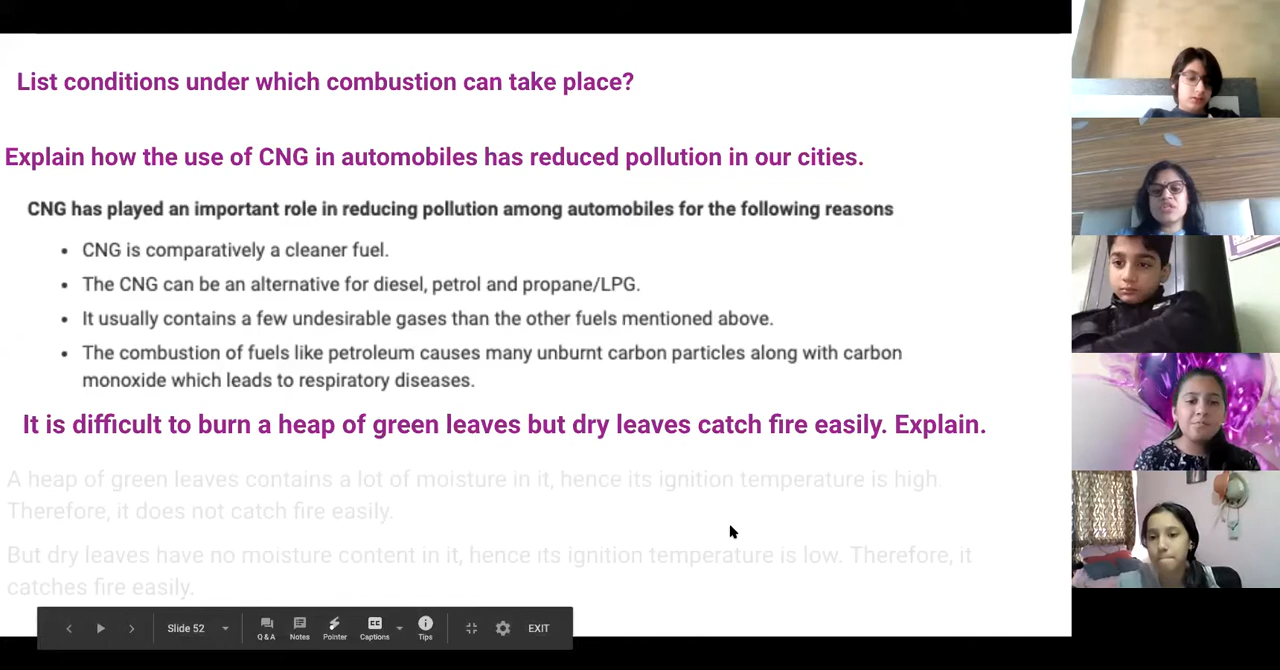 List conditions under which combustion can take place?
Explain how the use of CNG in automobiles has reduced pollution in our cities.
CNG has played an important role in reducing pollution among automobiles for the following reasons
• CNG is comparatively a cleaner fuel.
• The CNG can be an alternative for diesel, petrol and propane/LPG.
• It usually contains a few undesirable gases than the other fuels mentioned above.
• The combustion of fuels like petroleum causes many unburnt carbon particles along with carbon
monoxide which leads to respiratory diseases.
It is difficult to burn a heap of green leaves but dry leaves catch fire easily. Explain.
A heap of green leaves contains a lot of moisture in it, hence its ignition temperature is high.
Therefore, it does not catch fire easily.
But dry leaves have no moisture content in it, hence its ignition temperature is low. Therefore, it
catches fire easily.
Slide 52
Q & A Notes Pointer Captions Tips EXIT